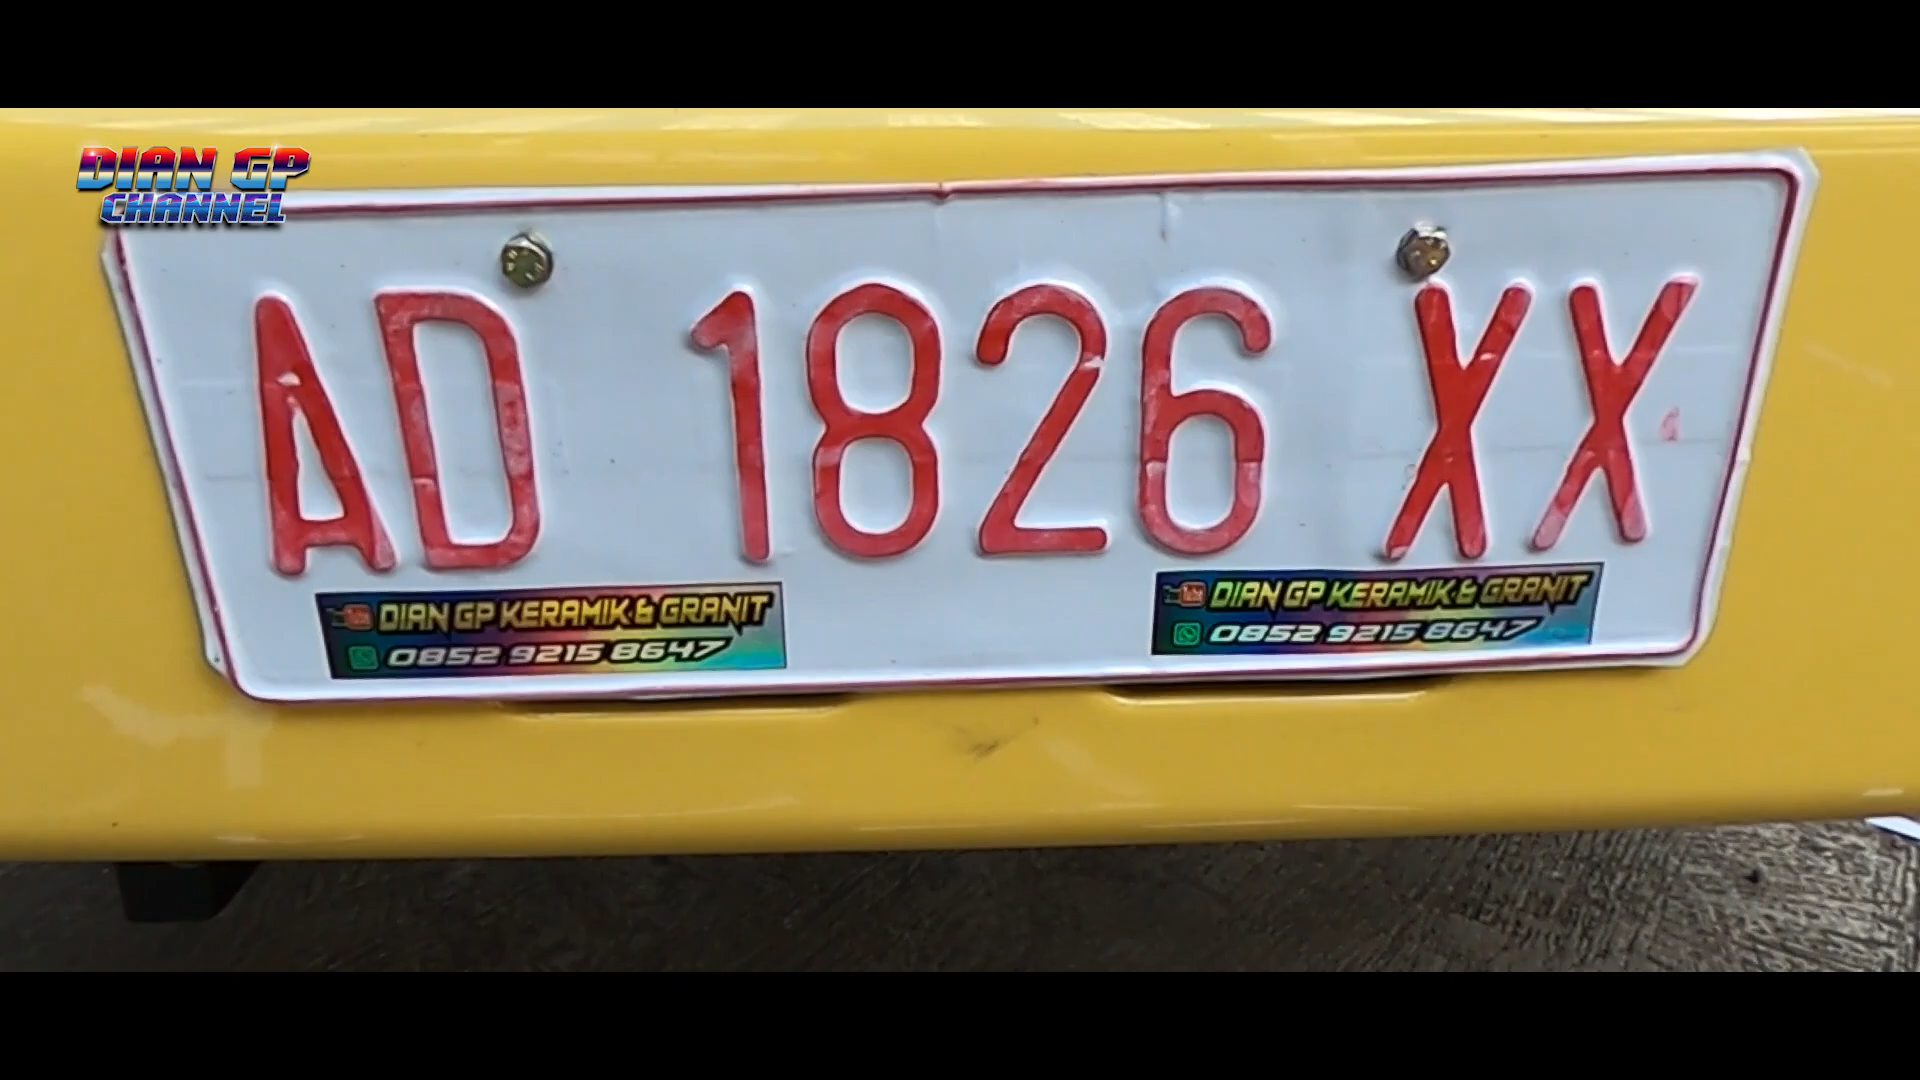 DIAN GP
CHANNEL
AD 1826 XX
DIAN GP KERAMIK & GRANIT
0852 9215 8647
DIAN GP KERAMIK & GRANIT
0852 9215 8647